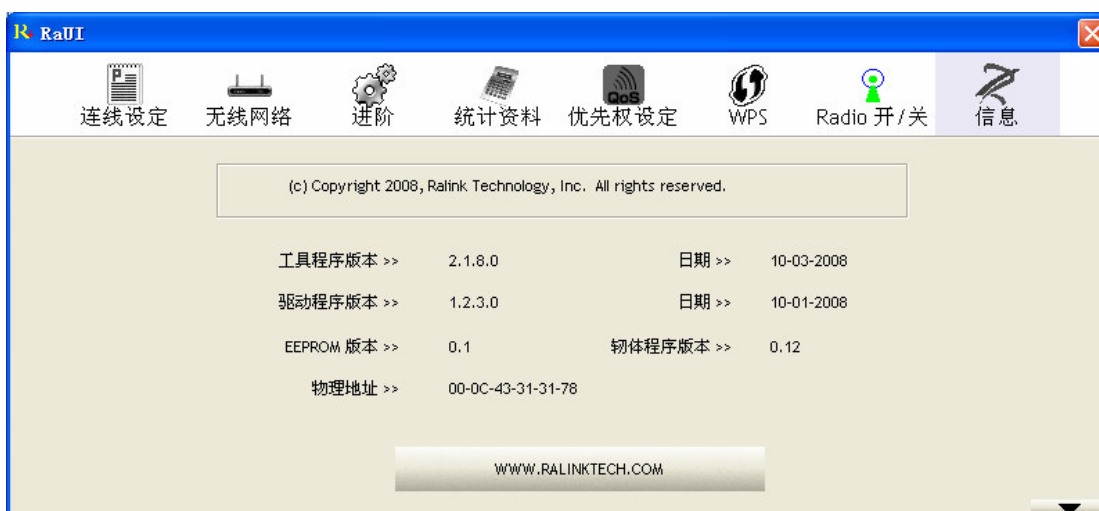 RaUI
连线设定 无线网络 进阶 统计资料 QoS 优先权设定 WPS Radio 开/关 信息
(c) Copyright 2008, Ralink Technology, Inc. All rights reserved.
工具程序版本 >> 2.1.8.0 日期 >> 10-03-2008
驱动程序版本 >> 1.2.3.0 日期 >> 10-01-2008
EEPROM 版本 >> 0.1 韧体程序版本 >> 0.12
物理地址 >> 00-0C-43-31-31-78
WWW.RALINKTECH.COM